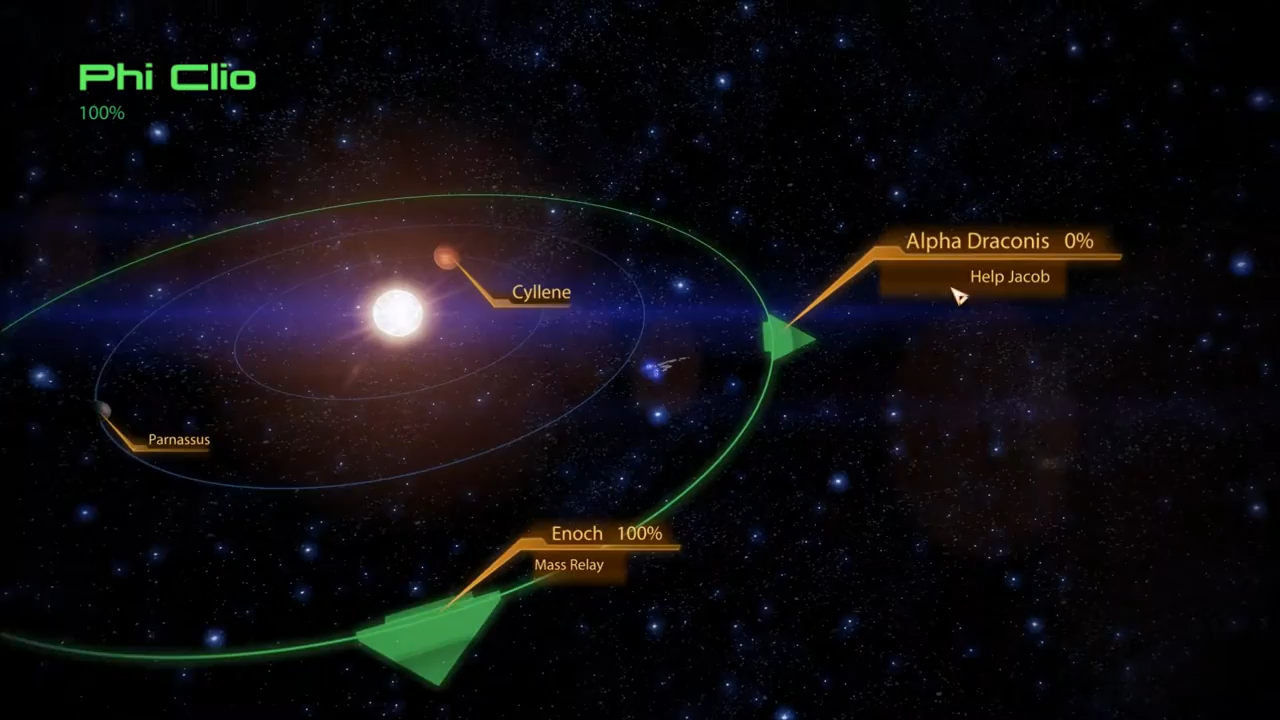 Phi Clio
100%
Alpha Draconis 0%
Help Jacob
Cyllene
Parnassus
Enoch 100%
Mass Relay